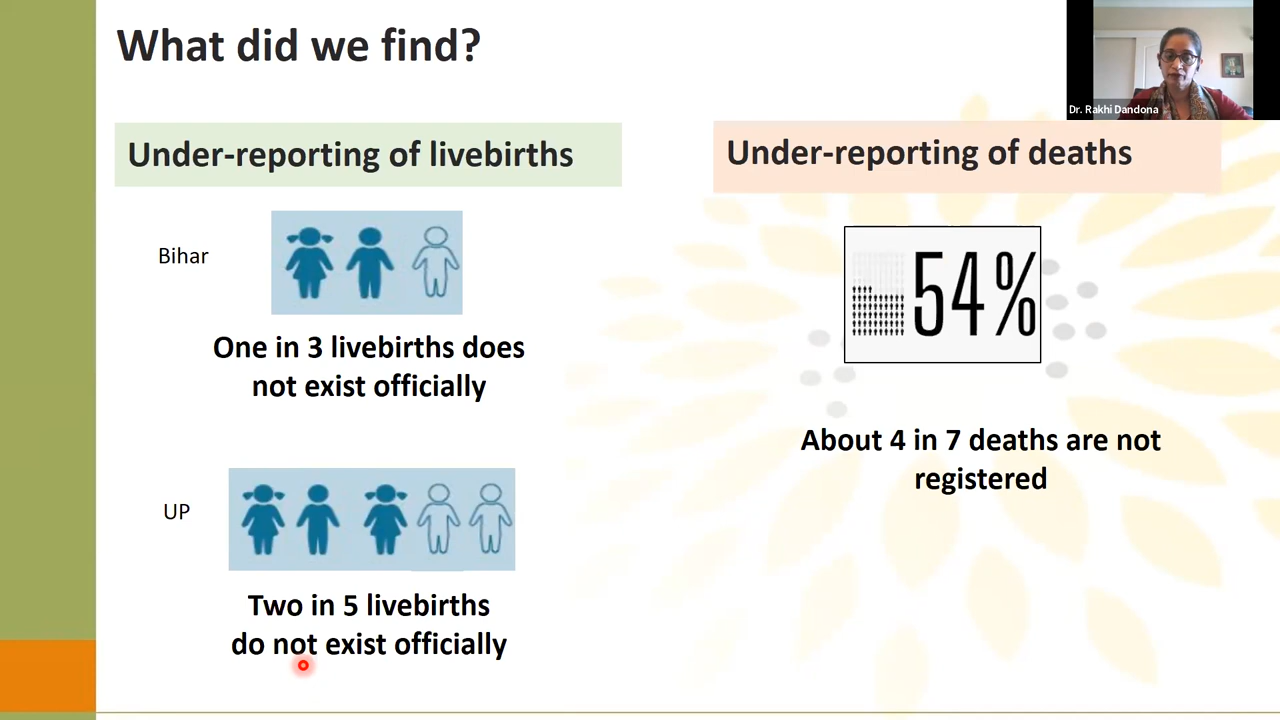 What did we find?
Dr. Rakhi Dandona
Under-reporting of livebirths
Bihar
One in 3 livebirths does
not exist officially
UP
Two in 5 livebirths
do not exist officially
Under-reporting of deaths
54%
About 4 in 7 deaths are not
registered